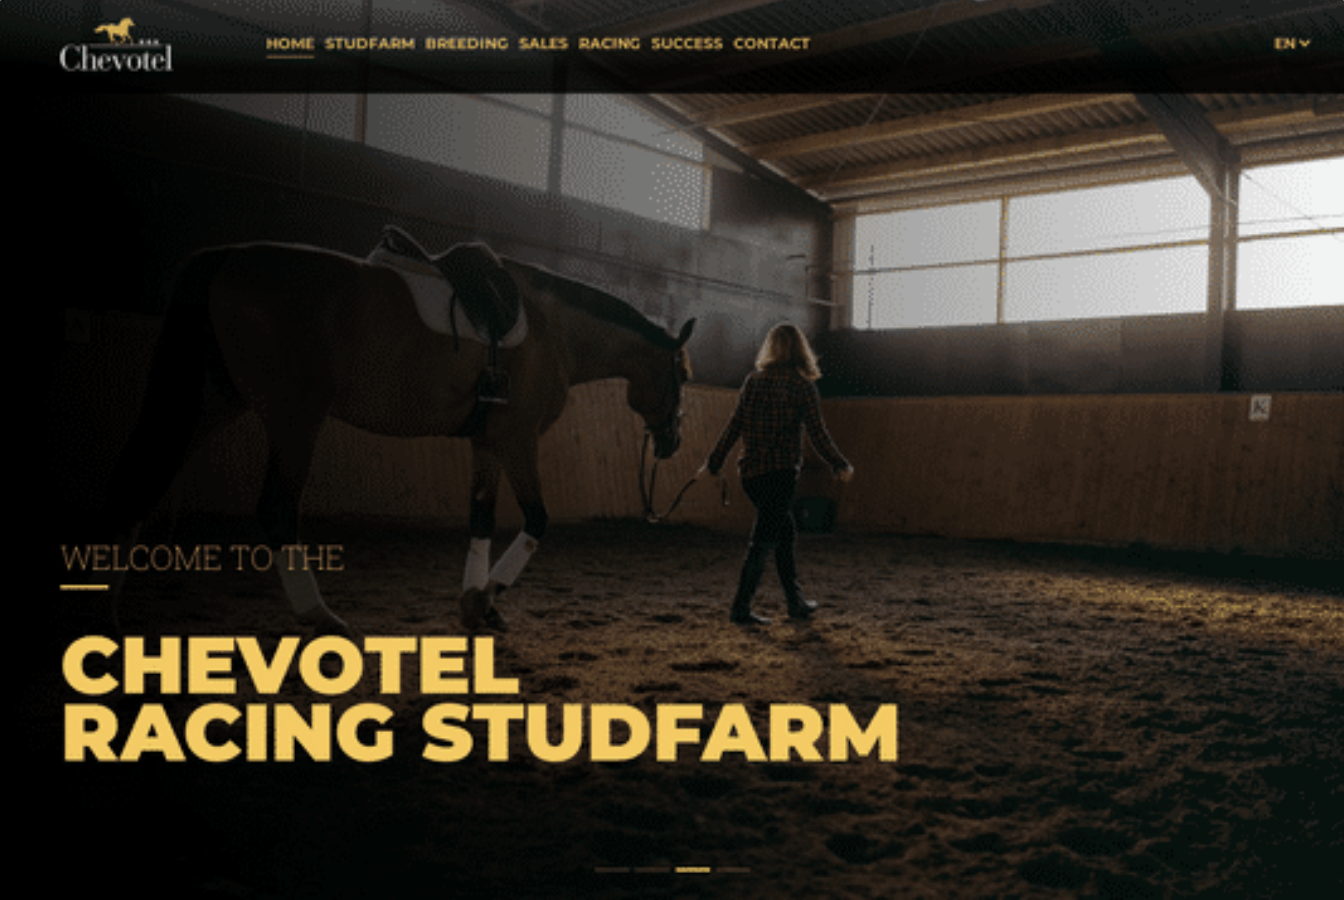 Chevotel
HOME STUDFARM BREEDING SALES RACING SUCCESS CONTACT
EN
K
WELCOME TO THE
CHEVOTEL
RACING STUDFARM